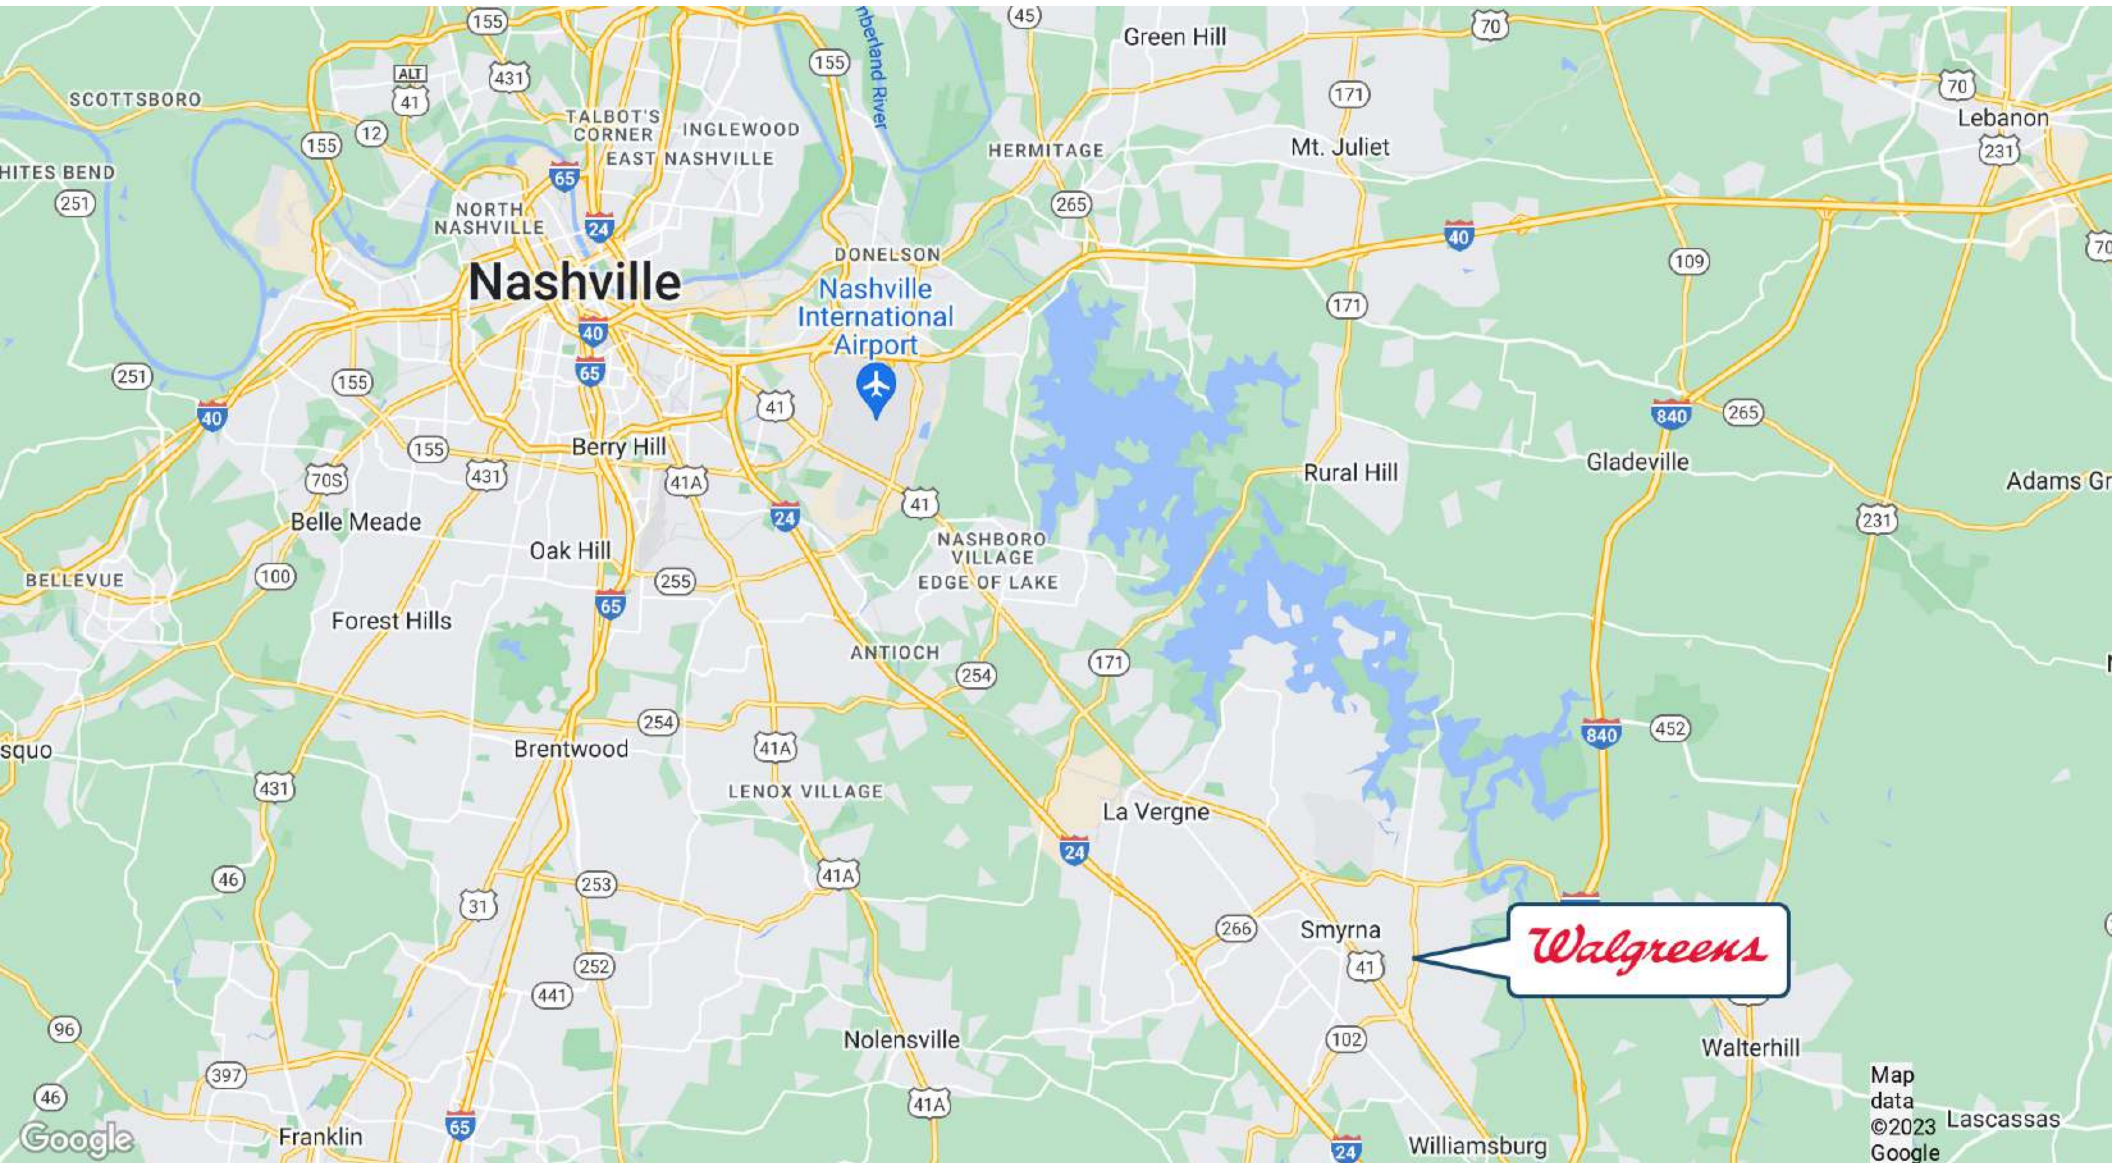 155
45
Green Hill
70
ALT
41
431
155
nberland River
171
70
SCOTTSBORO
12
155
TALBOT'S
CORNER
INGLEWOOD
EAST NASHVILLE
HERMITAGE
Mt. Juliet
Lebanon
231
HITES BEND
251
65
NORTH
NASHVILLE
24
265
40
DONELSON
109
70
Nashville
Nashville
International
Airport
40
65
171
251
155
40
41
840
265
155
Berry Hill
70S
431
41A
Rural Hill
Gladeville
Adams Gr
41
24
231
Belle Meade
Oak Hill
NASHBORO
VILLAGE
EDGE OF LAKE
BELLEVUE
100
255
65
Forest Hills
ANTIOCH
254
171
254
840
452
squo
Brentwood
41A
431
LENOX VILLAGE
La Vergne
24
46
31
253
41A
266
Smyrna
41
Walgreens
252
441
96
Nolensville
102
Walterhill
397
46
41A
Map
data
©2023
Google
Lascassas
Google
Franklin
65
24
Williamsburg